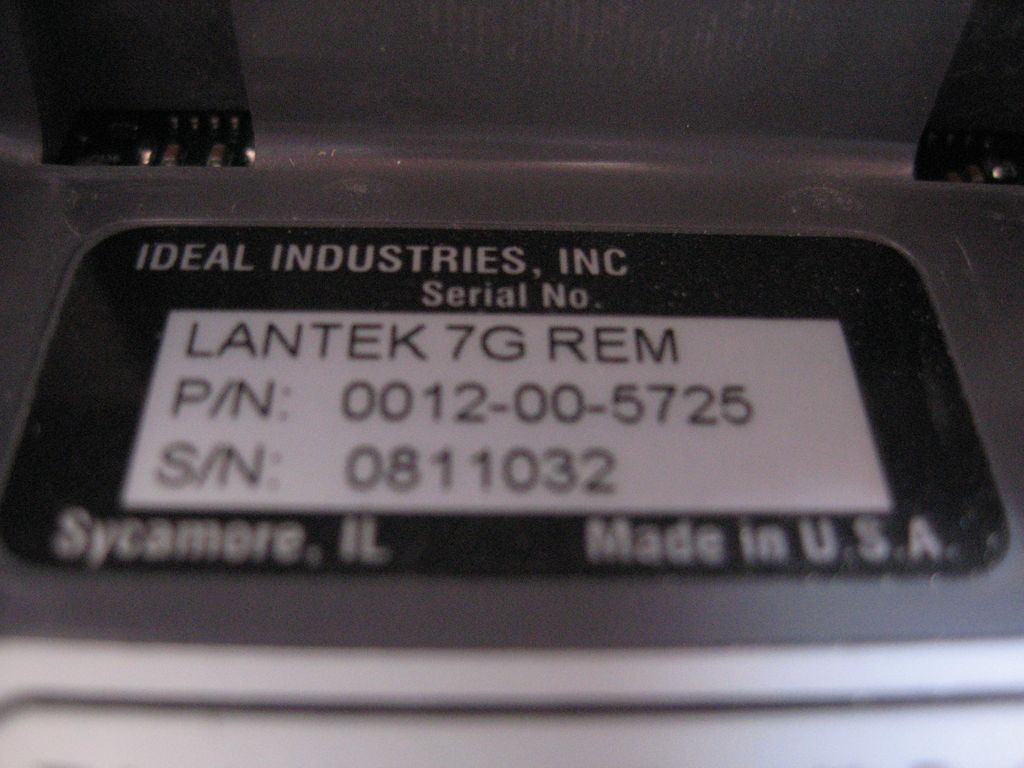 IDEAL INDUSTRIES, INC
Serial No.
LANTEK 7G REM
P/N: 0012-00-5725
S/N: 0811032
Sycamore, IL Made in U.S.A.